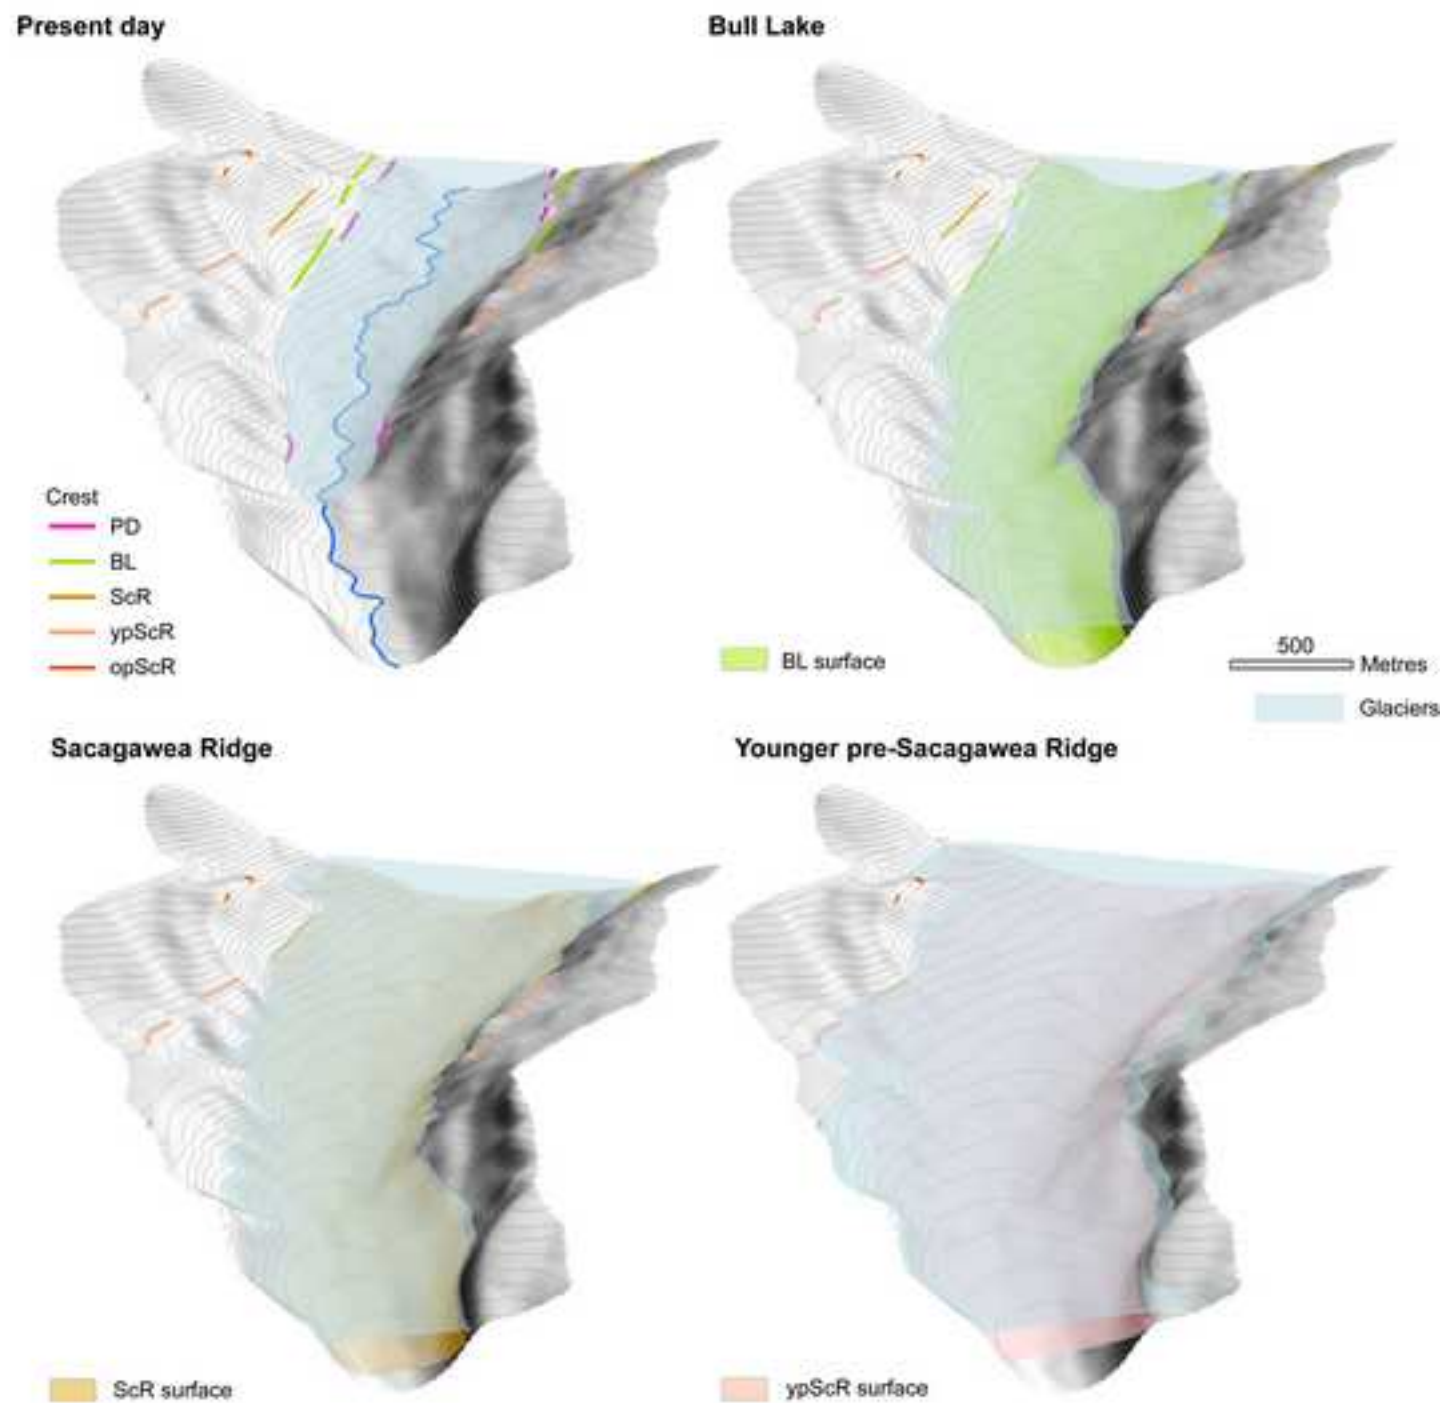 Present day
Bull Lake
Crest
PD
BL
ScR
ypScR
opScR
BL surface
500
Metres
Glaciers
Sacagawea Ridge
Younger pre-Sacagawea Ridge
ScR surface
ypScR surface